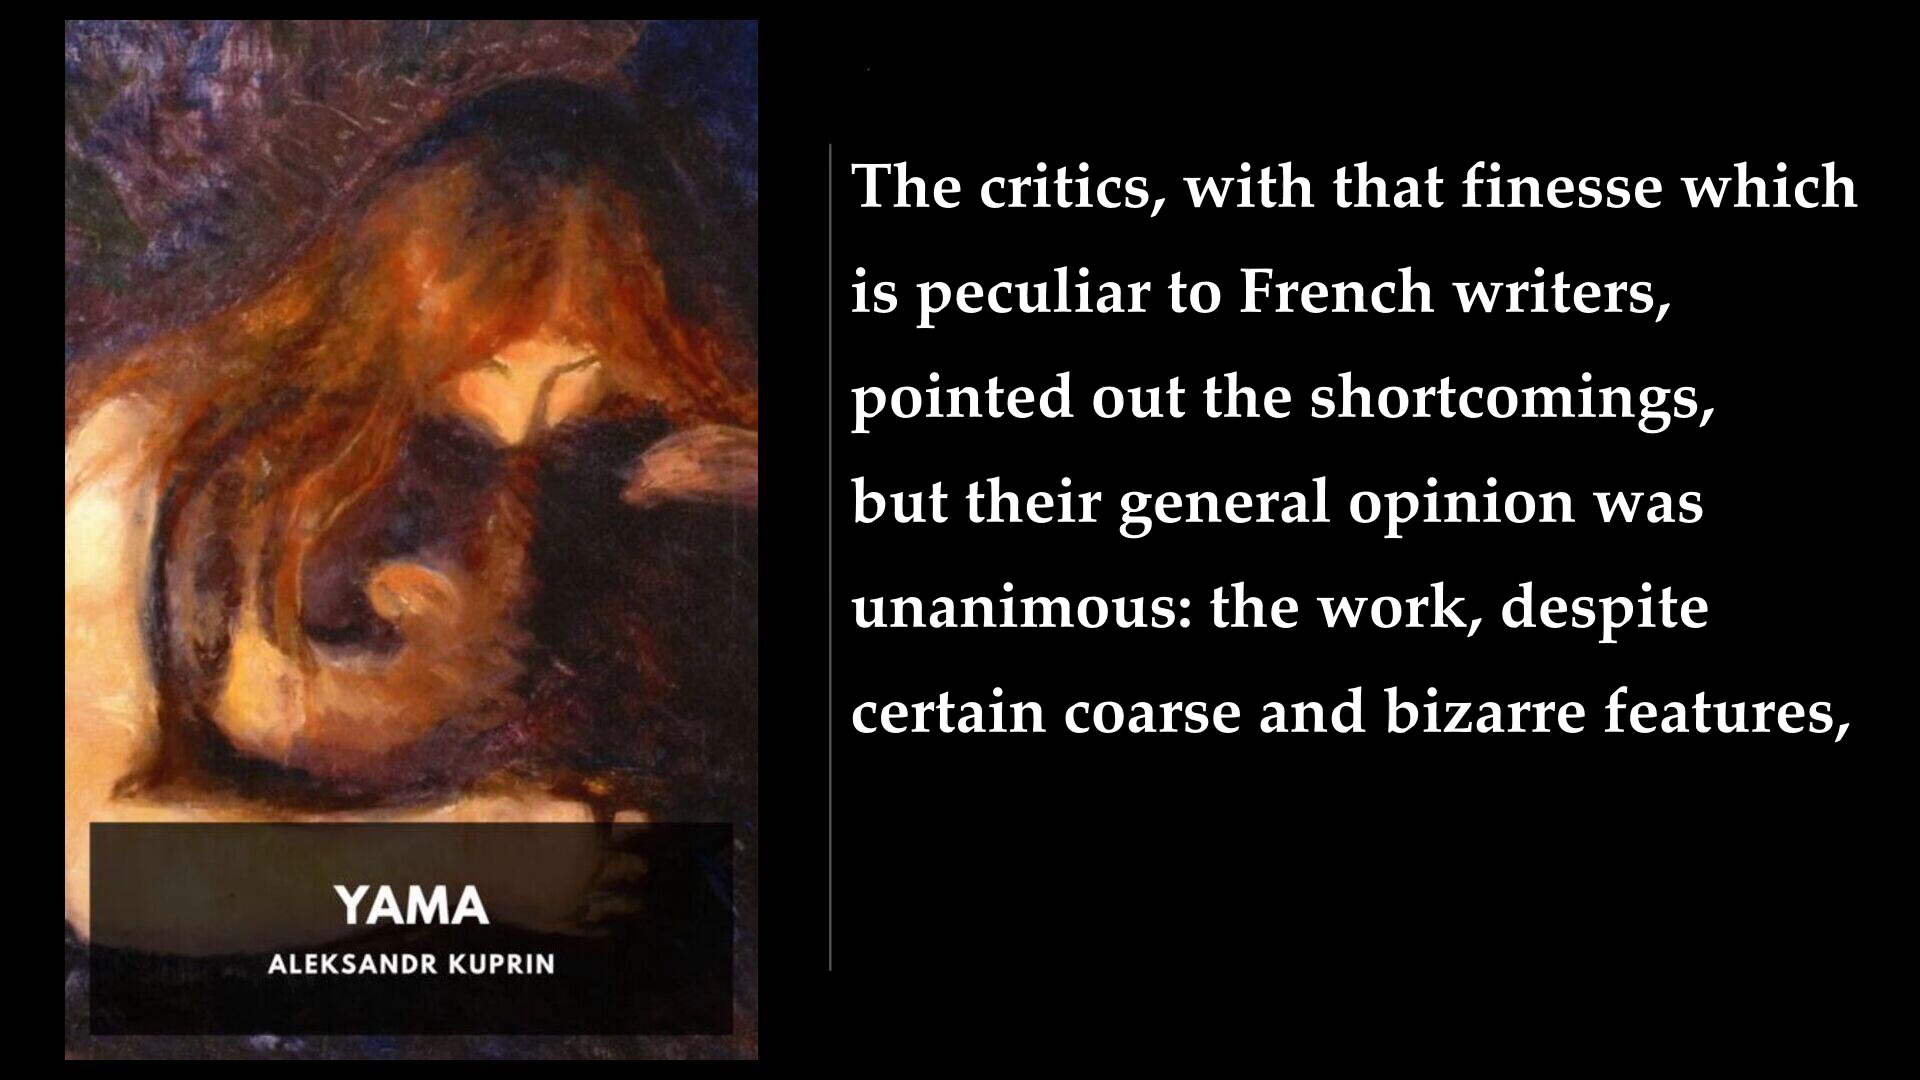 YAMA
ALEKSANDR KUPRIN
The critics, with that finesse which
is peculiar to French writers,
pointed out the shortcomings,
but their general opinion was
unanimous: the work, despite
certain coarse and bizarre features,